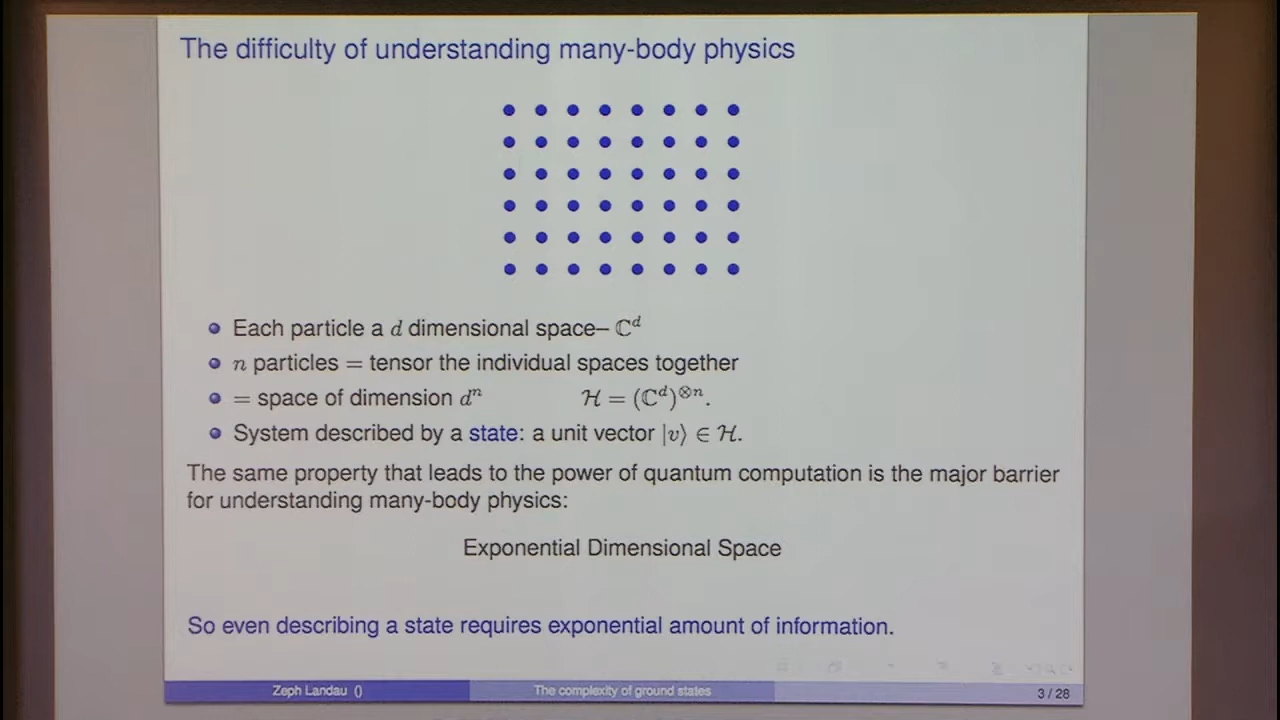 The difficulty of understanding many-body physics
Each particle a d dimensional space– ℂᵈ
n particles = tensor the individual spaces together
= space of dimension dⁿ ℋ = (ℂᵈ)^⊗n.
System described by a state: a unit vector |v⟩ ∈ ℋ.
The same property that leads to the power of quantum computation is the major barrier
for understanding many-body physics:
Exponential Dimensional Space
So even describing a state requires exponential amount of information.
Zeph Landau () The complexity of ground states 3 / 28